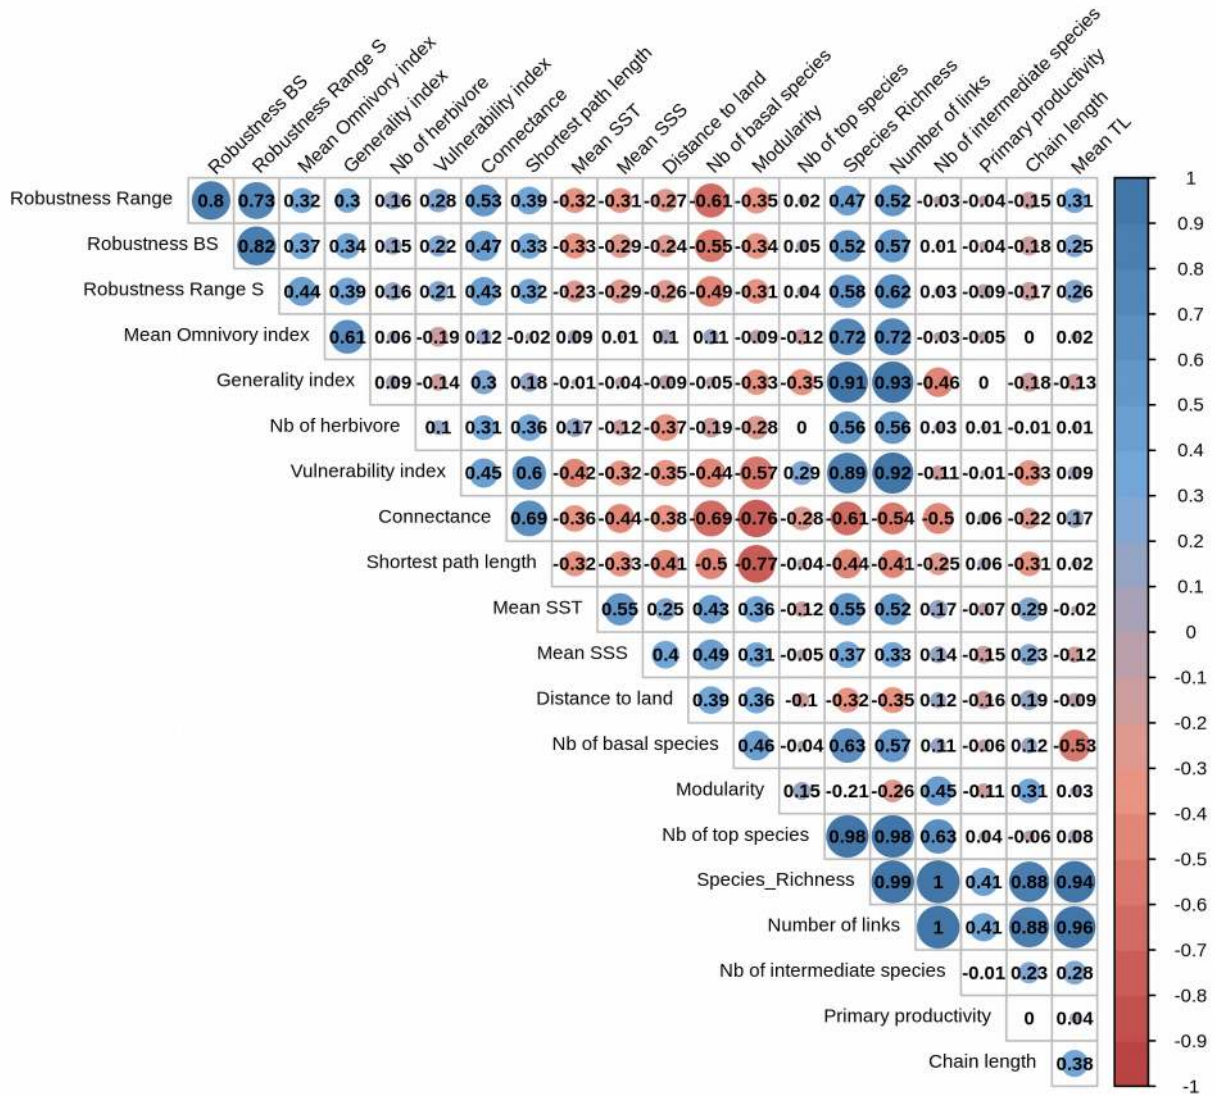 Robustness BS
Robustness Range S
Mean Omnivory index
Generality index
Nb of herbivore
Vulnerability index
Connectance
Shortest path length
Mean SST
Mean SSS
Distance to land
Nb of basal species
Modularity
Nb of top species
Species Richness
Number of links
Nb of intermediate species
Primary productivity
Chain length
Mean TL
Robustness Range 0.8 0.73 0.32 0.3 0.16 0.28 0.53 0.39 -0.32 -0.31 -0.27 -0.61 -0.35 0.02 0.47 0.52 -0.03 -0.04 -0.15 0.31
Robustness BS 0.82 0.37 0.34 0.15 0.22 0.47 0.33 -0.33 -0.29 -0.24 -0.55 -0.34 0.05 0.52 0.57 0.01 -0.04 -0.18 0.25
Robustness Range S 0.44 0.39 0.16 0.21 0.43 0.32 -0.23 -0.29 -0.26 -0.49 -0.31 0.04 0.58 0.62 0.03 -0.09 -0.17 0.26
Mean Omnivory index 0.61 0.06 -0.19 0.12 -0.02 0.09 0.01 0.1 0.11 -0.09 -0.12 0.72 0.72 -0.03 -0.05 0 0.02
Generality index 0.09 -0.14 0.3 0.18 -0.01 -0.04 -0.09 -0.05 -0.33 -0.35 0.91 0.93 -0.46 0 -0.18 -0.13
Nb of herbivore 0.1 0.31 0.36 0.17 -0.12 -0.37 -0.19 -0.28 0 0.56 0.56 0.03 0.01 -0.01 0.01
Vulnerability index 0.45 0.6 -0.42 -0.32 -0.35 -0.44 -0.57 0.29 0.89 0.92 -0.11 -0.01 -0.33 0.09
Connectance 0.69 -0.36 -0.44 -0.38 -0.69 -0.76 -0.28 -0.61 -0.54 -0.5 0.06 -0.22 0.17
Shortest path length -0.32 -0.33 -0.41 -0.5 -0.77 -0.04 -0.44 -0.41 -0.25 0.06 -0.31 0.02
Mean SST 0.55 0.25 0.43 0.36 -0.12 0.55 0.52 0.17 -0.07 0.29 -0.02
Mean SSS 0.4 0.49 0.31 -0.05 0.37 0.33 0.14 -0.15 0.23 -0.12
Distance to land 0.39 0.36 -0.1 -0.32 -0.35 0.12 -0.16 0.19 -0.09
Nb of basal species 0.46 -0.04 0.63 0.57 0.11 -0.06 0.12 -0.53
Modularity 0.15 -0.21 -0.26 0.45 -0.11 0.31 0.03
Nb of top species 0.98 0.98 0.63 0.04 -0.06 0.08
Species_Richness 0.99 1 0.41 0.88 0.94
Number of links 1 0.41 0.88 0.96
Nb of intermediate species -0.01 0.23 0.28
Primary productivity 0 0.04
Chain length 0.38
1
0.9
0.8
0.7
0.6
0.5
0.4
0.3
0.2
0.1
0
-0.1
-0.2
-0.3
-0.4
-0.5
-0.6
-0.7
-0.8
-0.9
-1